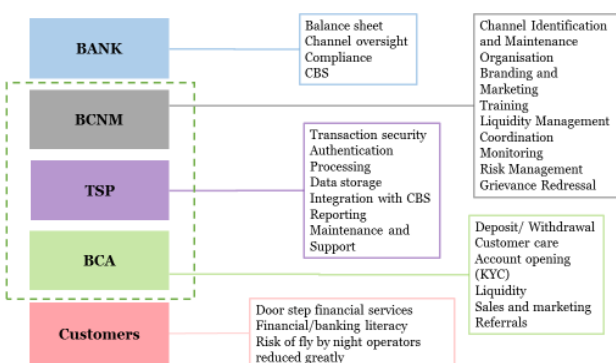 BANK
Balance sheet
Channel oversight
Compliance
CBS
Channel Identification
and Maintenance
Organisation
Branding and
Marketing
Training
Liquidity Management
Coordination
Monitoring
Risk Management
Grievance Redressal
BCNM
TSP
Transaction security
Authentication
Processing
Data storage
Integration with CBS
Reporting
Maintenance and
Support
BCA
Deposit/ Withdrawal
Customer care
Account opening
(KYC)
Liquidity
Sales and marketing
Referrals
Customers
Door step financial services
Financial/banking literacy
Risk of fly by night operators
reduced greatly